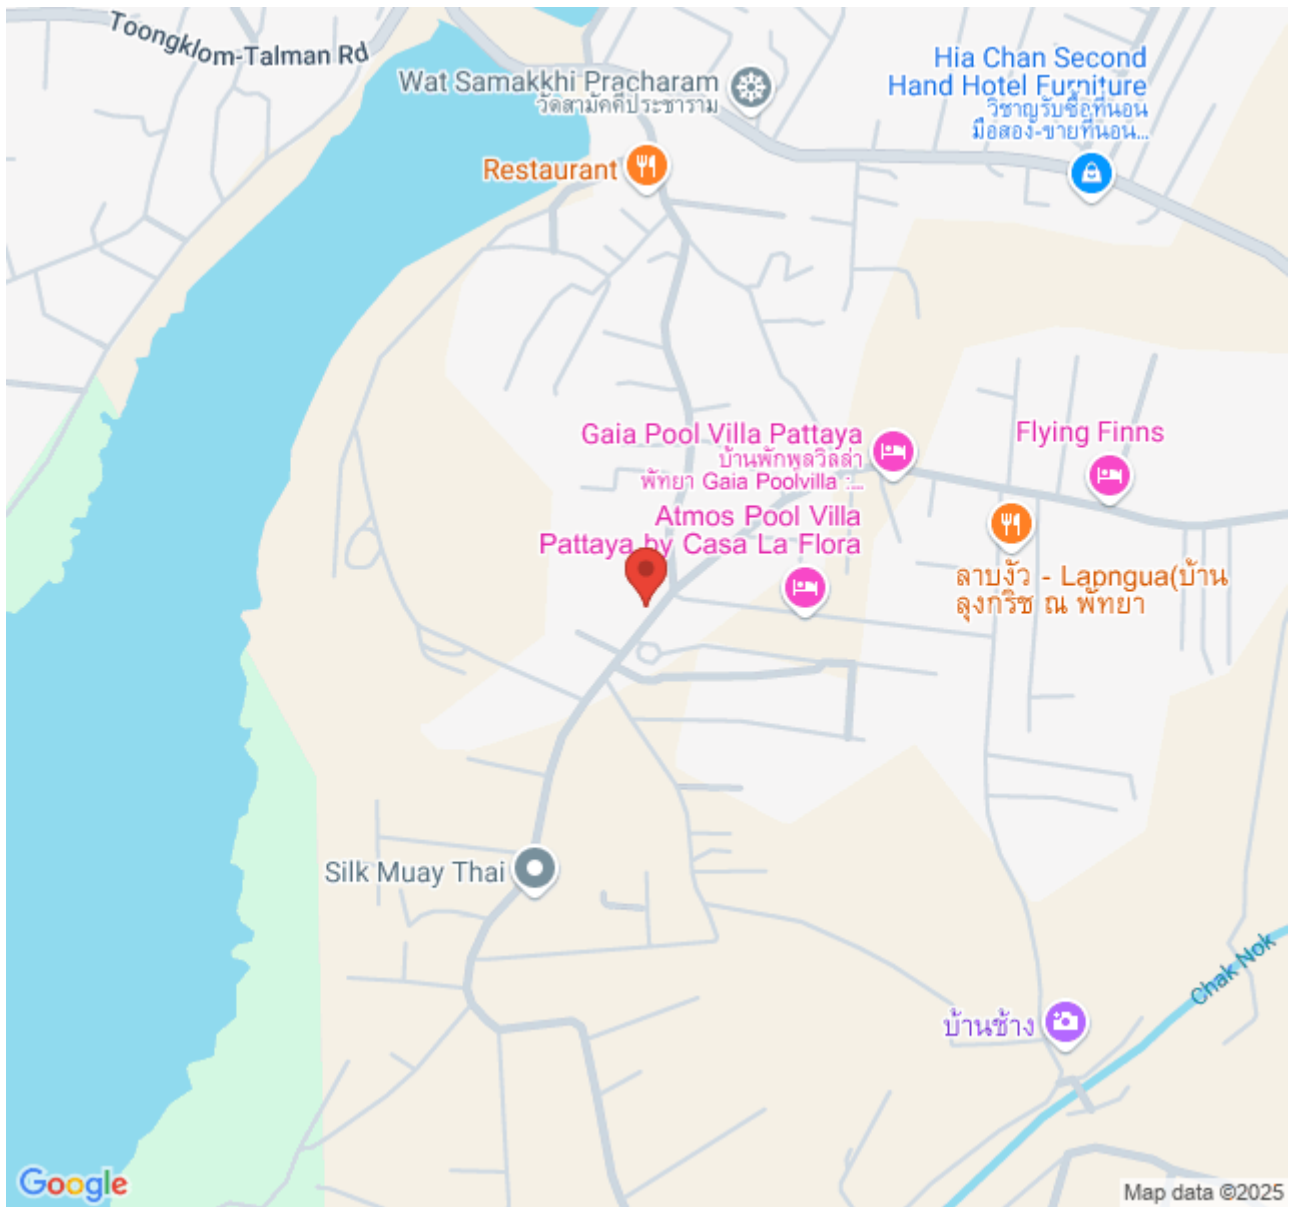 Toongklom-Talman Rd
Wat Samakkhi Pracharam
วัดสามัคคีประชาราม
Hia Chan Second
Hand Hotel Furniture
วิชาญรับซื้อที่นอน
มือสอง-ขายที่นอน...
Restaurant
Gaia Pool Villa Pattaya
บ้านพักพูลวิลล่า
พัทยา Gaia Poolvilla :...
Flying Finns
Atmos Pool Villa
Pattaya by Casa La Flora
ลาบงัว - Lapngua(บ้าน
ลุงกริช ณ พัทยา
Silk Muay Thai
Chak Nok
บ้านช้าง
Google
Map data ©2025